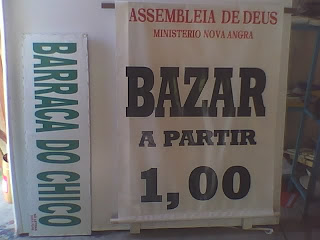 BARRACA DO CHICO
ASSEMBLEIA DE DEUS
MINISTERIO NOVA ANGRA
BAZAR
A PARTIR
1,00